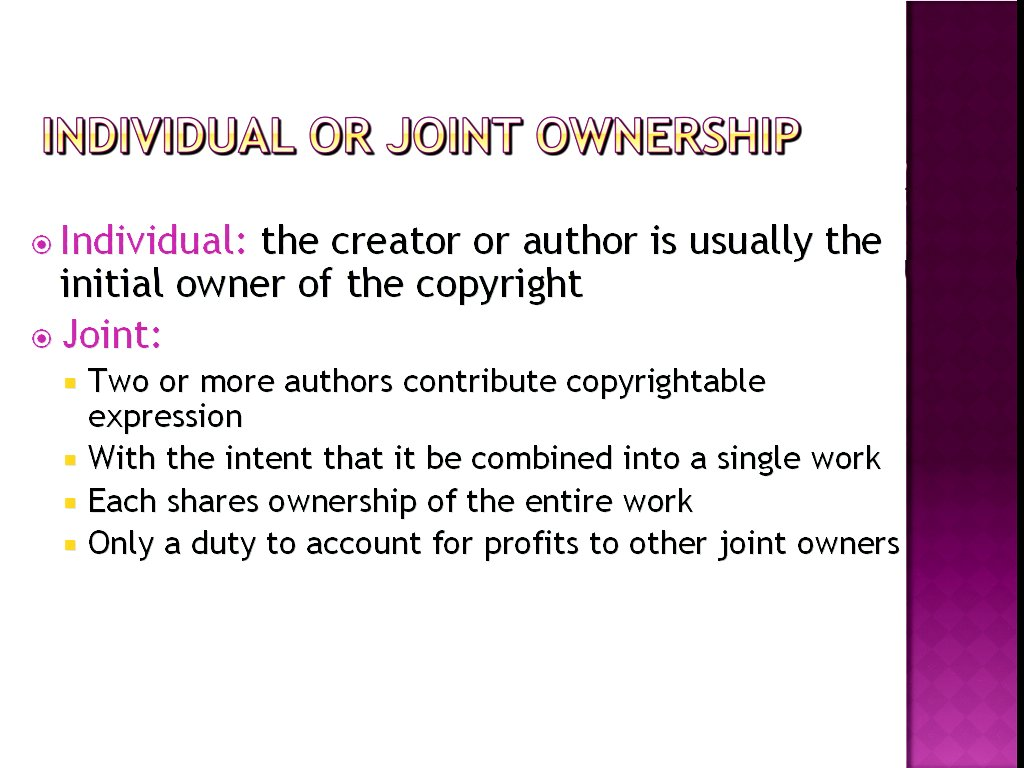 INDIVIDUAL OR JOINT OWNERSHIP
Individual: the creator or author is usually the
initial owner of the copyright
Joint:
Two or more authors contribute copyrightable
expression
With the intent that it be combined into a single work
Each shares ownership of the entire work
Only a duty to account for profits to other joint owners